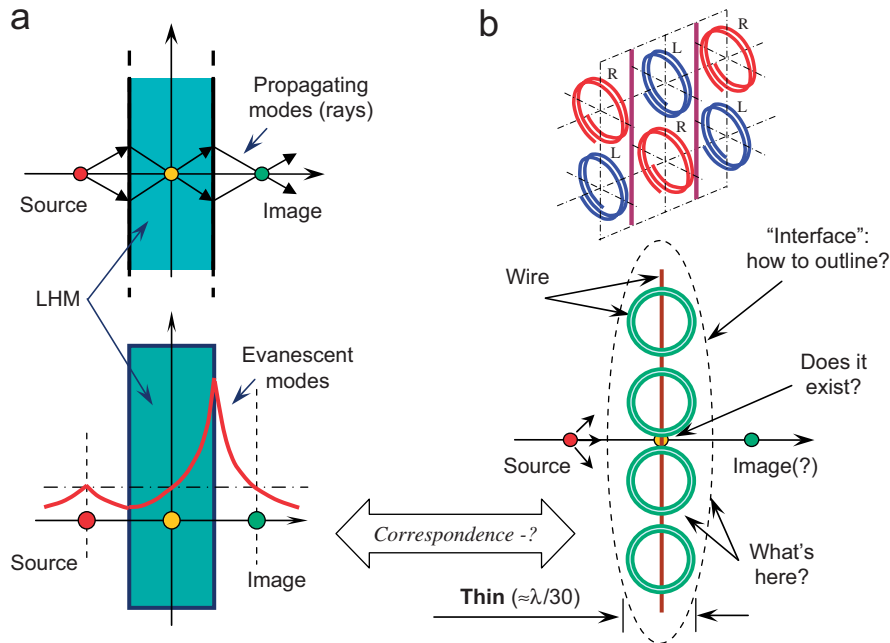 a
Propagating
modes (rays)
Source
Image
LHM
Evanescent
modes
Source
Image
b
R
L
R
R
L
L
"Interface":
how to outline?
Wire
Does it
exist?
Source
Image(?)
What's
here?
Correspondence -?
Thin (≈λ/30)